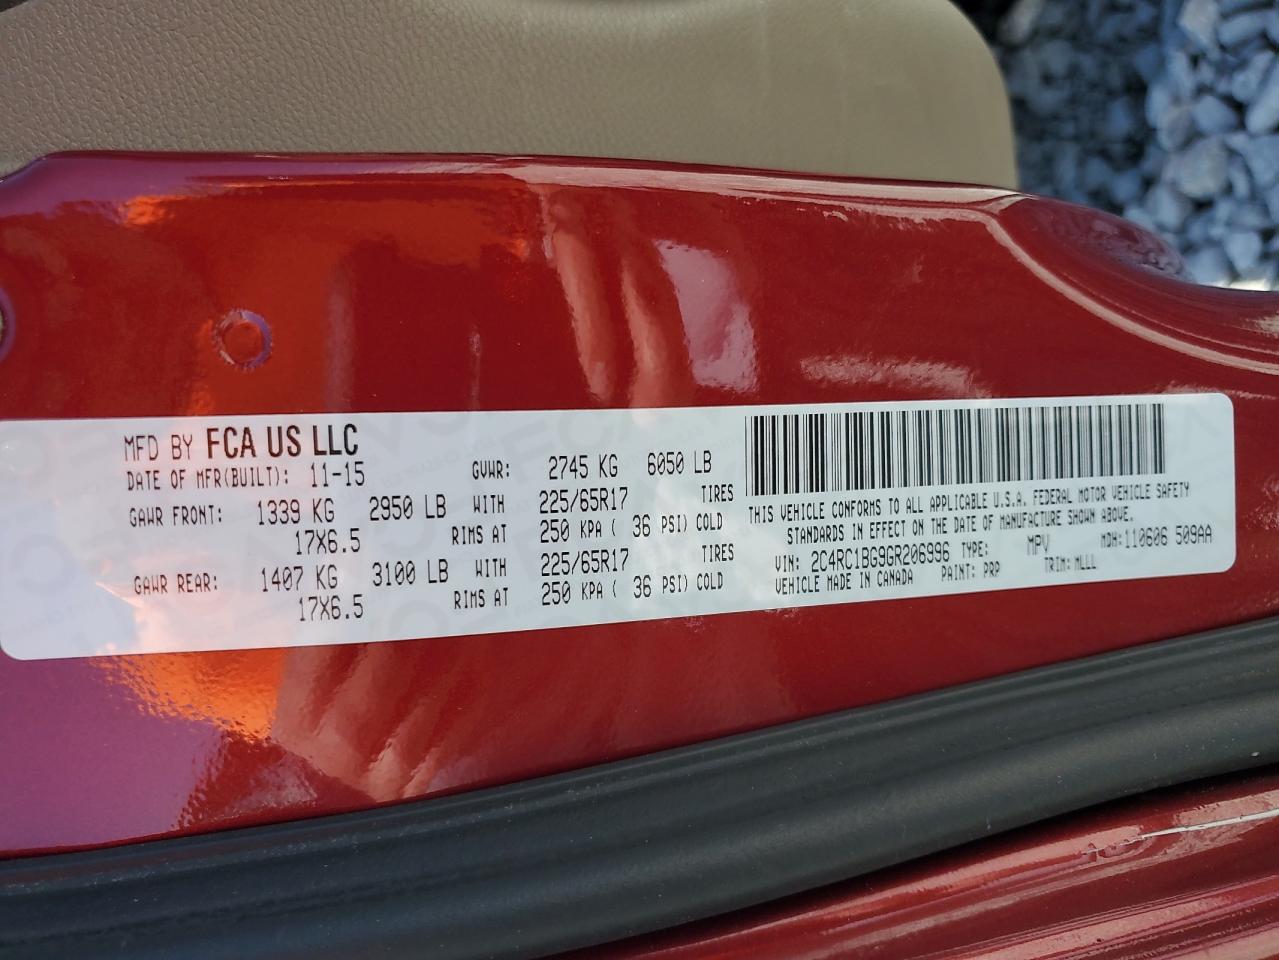 MFD BY FCA US LLC
DATE OF MFR(BUILT): 11-15 GVWR: 2745 KG 6050 LB
GAWR FRONT: 1339 KG 2950 LB WITH 225/65R17 TIRES
17X6.5 RIMS AT 250 KPA ( 36 PSI) COLD
GAWR REAR: 1407 KG 3100 LB WITH 225/65R17 TIRES
17X6.5 RIMS AT 250 KPA ( 36 PSI) COLD
THIS VEHICLE CONFORMS TO ALL APPLICABLE U.S.A. FEDERAL MOTOR VEHICLE SAFETY
STANDARDS IN EFFECT ON THE DATE OF MANUFACTURE SHOWN ABOVE.
VIN: 2C4RC1BG9GR206996 TYPE: MPV MDH:110606 509AA
VEHICLE MADE IN CANADA PAINT: PRP TRIM: MLLL